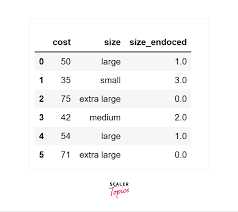 cost size size_endoced
0 50 large 1.0
1 35 small 3.0
2 75 extra large 0.0
3 42 medium 2.0
4 54 large 1.0
5 71 extra large 0.0
SCALER
Topics